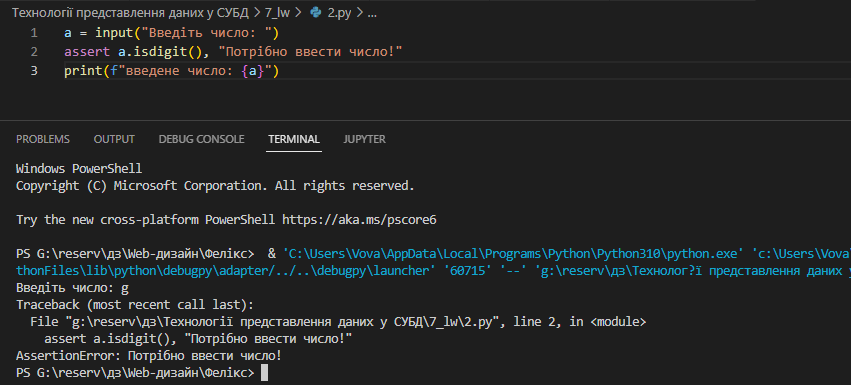 Технології представлення даних у СУБД > 7_lw > 2.py > ...
1 a = input("Введіть число: ")
2 assert a.isdigit(), "Потрібно ввести число!"
3 print(f"введене число: {a}")
PROBLEMS OUTPUT DEBUG CONSOLE TERMINAL JUPYTER
Windows PowerShell
Copyright (C) Microsoft Corporation. All rights reserved.
Try the new cross-platform PowerShell https://aka.ms/pscore6
PS G:\reserv\дз\Web-дизайн\Фелікс>  & 'C:\Users\Vova\AppData\Local\Programs\Python\Python310\python.exe' 'c:\Users\Vova
thonFiles\lib\python\debugpy\adapter/../..\debugpy\launcher' '60715' '--' 'g:\reserv\дз\Технолог?ї представлення даних у
Введіть число: g
Traceback (most recent call last):
  File "g:\reserv\дз\Технології представлення даних у СУБД\7_lw\2.py", line 2, in <module>
    assert a.isdigit(), "Потрібно ввести число!"
AssertionError: Потрібно ввести число!
PS G:\reserv\дз\Web-дизайн\Фелікс>